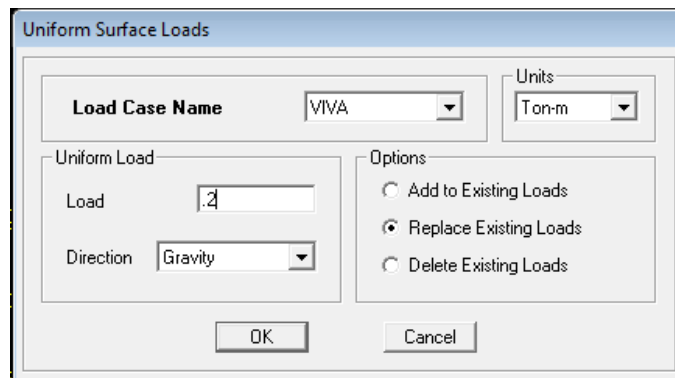 Uniform Surface Loads
Load Case Name
VIVA
Units
Ton-m
Uniform Load
Load
.2
Direction
Gravity
Options
Add to Existing Loads
Replace Existing Loads
Delete Existing Loads
OK
Cancel